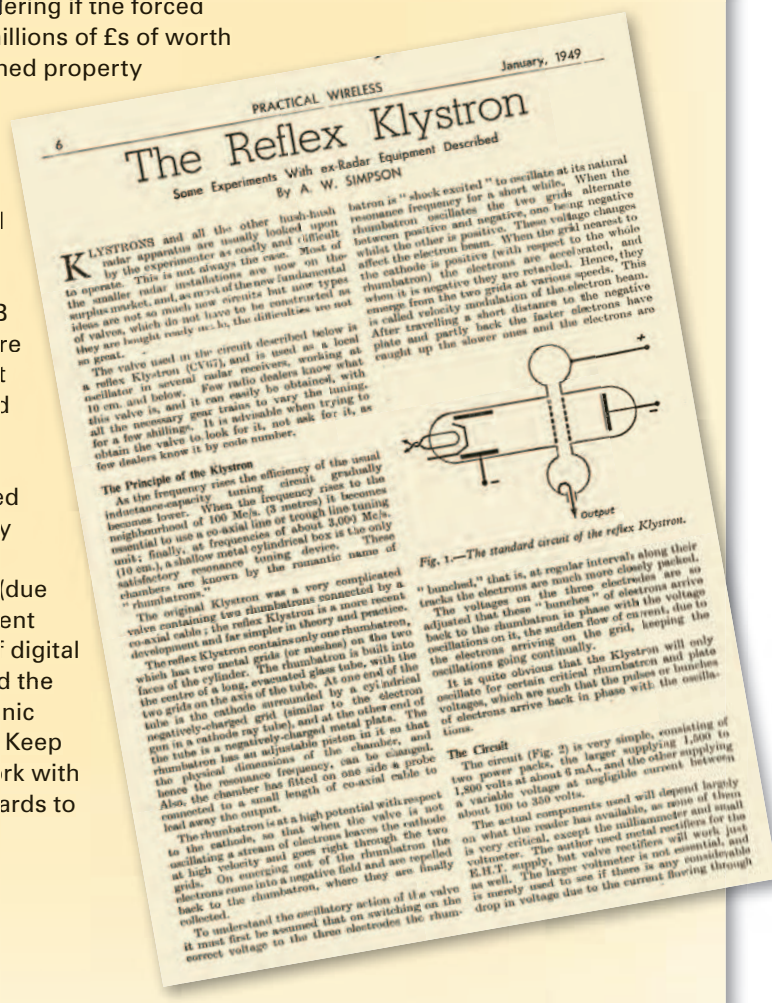 dering if the forced
illions of £s of worth
ned property
3
re
t
d
ed
y
(due
ent
f digital
d the
nic
Keep
rk with
ards to
6
PRACTICAL WIRELESS
January, 1949
The Reflex Klystron
Some Experiments With ex-Radar Equipment Described
By A. W. SIMPSON
KLYSTRONS and all the other hush-hush
radar apparatus are usually looked upon
by the experimenter as costly and difficult
to operate. This is not always the case. Most of
the smaller radar installations are now on the
surplus market, and, as most of the new fundamental
ideas are not so much new circuits but new types
of valves, which do not have to be constructed as
they are bought ready made, the difficulties are not
so great.
The valve used in the circuit described below is
a reflex Klystron (CV67), and is used as a local
oscillator in several radar receivers, working at
10 cm. and below. Few radio dealers know what
this valve is, and it can easily be obtained, with
all the necessary gear trains to vary the tuning,
for a few shillings. It is advisable when trying to
obtain the valve to look for it, not ask for it, as
few dealers know it by code number.
The Principle of the Klystron
As the frequency rises the efficiency of the usual
inductance-capacity tuning circuit gradually
becomes lower. When the frequency rises to the
neighbourhood of 100 Mc/s. (3 metres) it becomes
essential to use a co-axial line or trough line tuning
unit; finally, at frequencies of about 3,000 Mc/s.
(10 cm.), a shallow metal cylindrical box is the only
satisfactory resonance tuning device. These
chambers are known by the romantic name of
"rhumbatrons."
The original Klystron was a very complicated
valve containing two rhumbatrons connected by a
co-axial cable; the reflex Klystron is a more recent
development and far simpler in theory and practice.
The reflex Klystron contains only one rhumbatron,
which has two metal grids (or meshes) on the two
faces of the cylinder. The rhumbatron is built into
the centre of a long, evacuated glass tube, with the
two grids on the axis of the tube. At one end of the
tube is the cathode surrounded by a cylindrical
negatively-charged grid (similar to the electron
gun in a cathode ray tube), and at the other end of
the tube is a negatively-charged metal plate. The
rhumbatron has an adjustable piston in it so that
the physical dimensions of the chamber, and
hence the resonance frequency, can be changed.
Also, the chamber has fitted on one side a probe
connected to a small length of co-axial cable to
lead away the output.
The rhumbatron is at a high potential with respect
to the cathode, so that when the valve is not
oscillating a stream of electrons leaves the cathode
at high velocity and goes right through the two
grids. On emerging out of the rhumbatron the
electrons come into a negative field and are repelled
back to the rhumbatron, where they are finally
collected.
To understand the oscillatory action of the valve
it must first be assumed that on switching on the
correct voltage to the three electrodes the rhum-
batron is "shock excited" to oscillate at its natural
resonance frequency for a short while. When the
rhumbatron oscillates the two grids alternate
between positive and negative, one being negative
whilst the other is positive. These voltage changes
affect the electron beam. When the grid nearest to
the cathode is positive (with respect to the whole
rhumbatron) the electrons are accelerated, and
when it is negative they are retarded. Hence, they
emerge from the two grids at various speeds. This
is called velocity modulation of the electron beam.
After travelling a short distance to the negative
plate and partly back the faster electrons have
caught up the slower ones and the electrons are
+
-
-
Output
Fig. 1.—The standard circuit of the reflex Klystron.
"bunched," that is, at regular intervals along their
tracks the electrons are much more closely packed.
The voltages on the three electrodes are so
adjusted that these "bunches" of electrons arrive
back to the rhumbatron in phase with the voltage
oscillations on it, the sudden flow of current, due to
the electrons arriving on the grid, keeping the
oscillations going continually.
It is quite obvious that the Klystron will only
oscillate for certain critical rhumbatron and plate
voltages, which are such that the pulses or bunches
of electrons arrive back in phase with the oscilla-
tions.
The Circuit
The circuit (Fig. 2) is very simple, consisting of
two power packs, the larger supplying 1,500 to
1,800 volts at about 6 mA., and the other supplying
a variable voltage at negligible current between
about 100 to 350 volts.
The actual components used will depend largely
on what the reader has available, as none of them
is very critical, except the milliammeter and small
voltmeter. The author used metal rectifiers for the
E.H.T. supply, but valve rectifiers will work just
as well. The larger voltmeter is not essential, and
is merely used to see if there is any considerable
drop in voltage due to the current flowing through